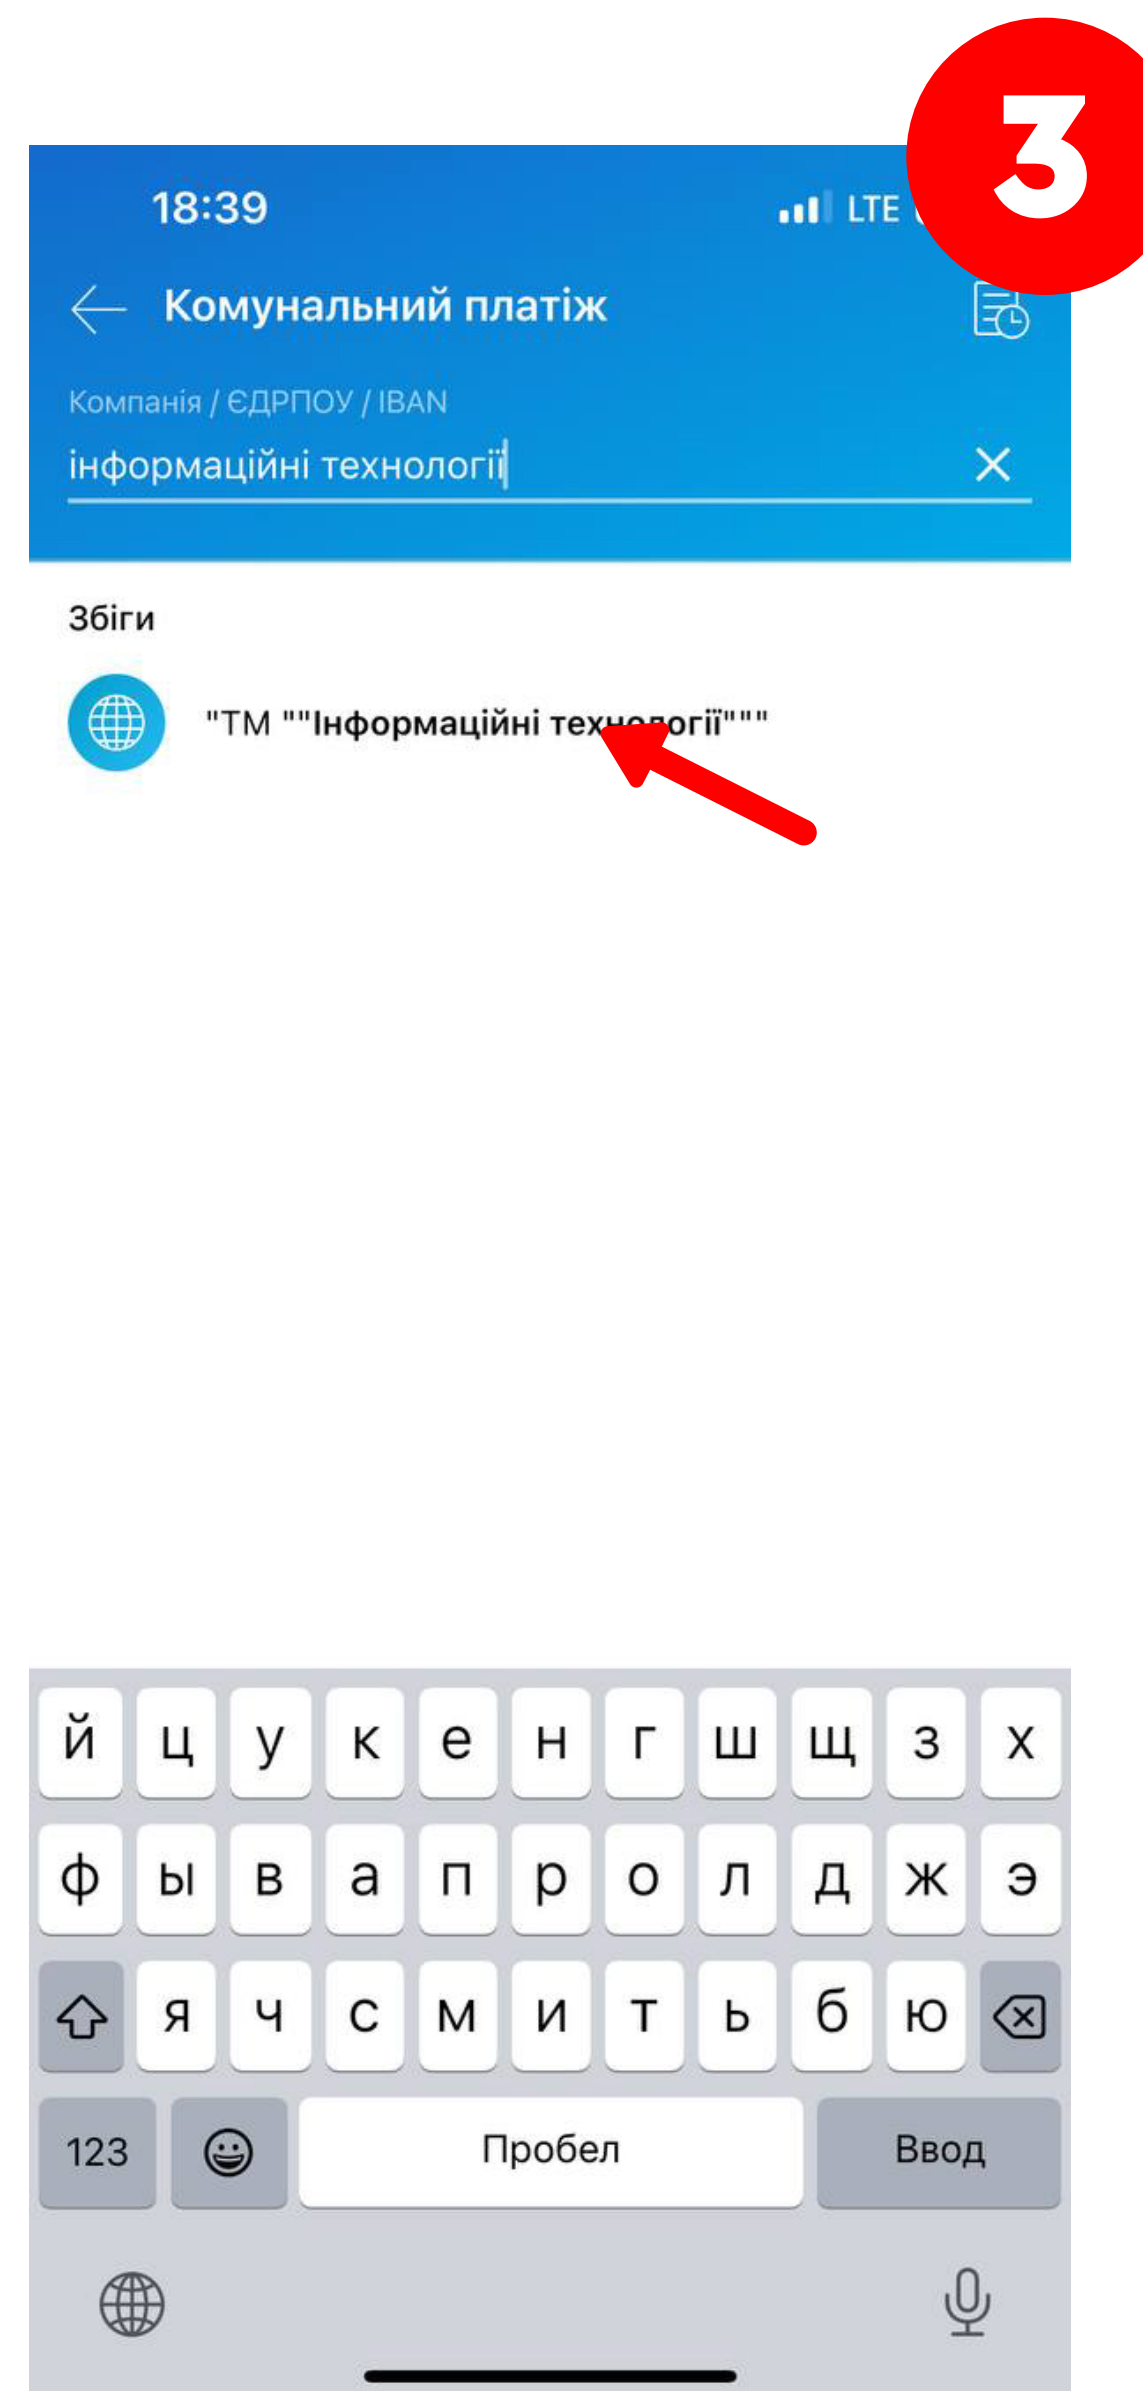 3
18:39
LTE
Комунальний платіж
Компанія / ЄДРПОУ / IBAN
інформаційні технології
Збіги
"ТМ ""Інформаційні технології"""
й ц у к е н г ш щ з х
ф ы в а п р о л д ж э
я ч с м и т ь б ю
123 Пробел Ввод